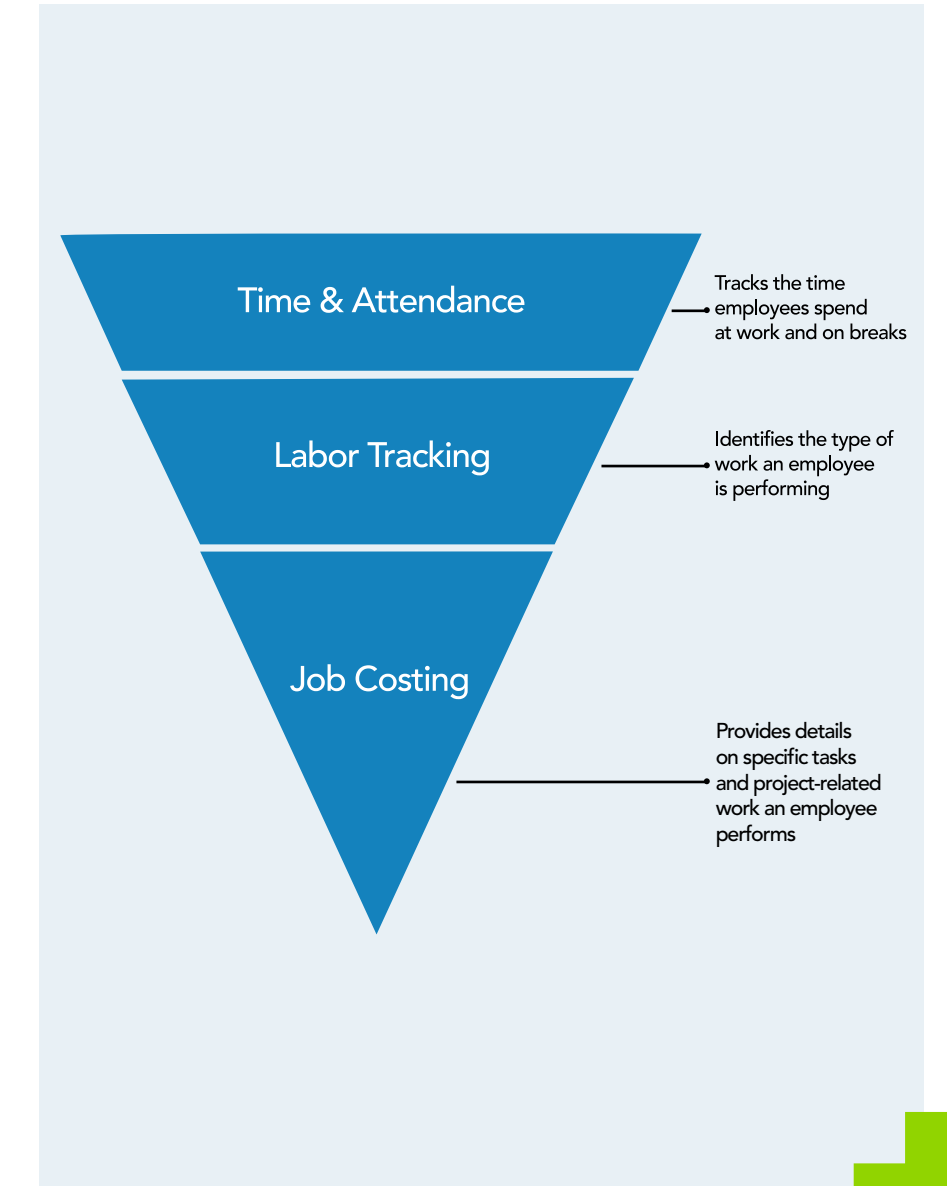 Time & Attendance
Tracks the time
employees spend
at work and on breaks
Labor Tracking
Identifies the type of
work an employee
is performing
Job Costing
Provides details
on specific tasks
and project-related
work an employee
performs